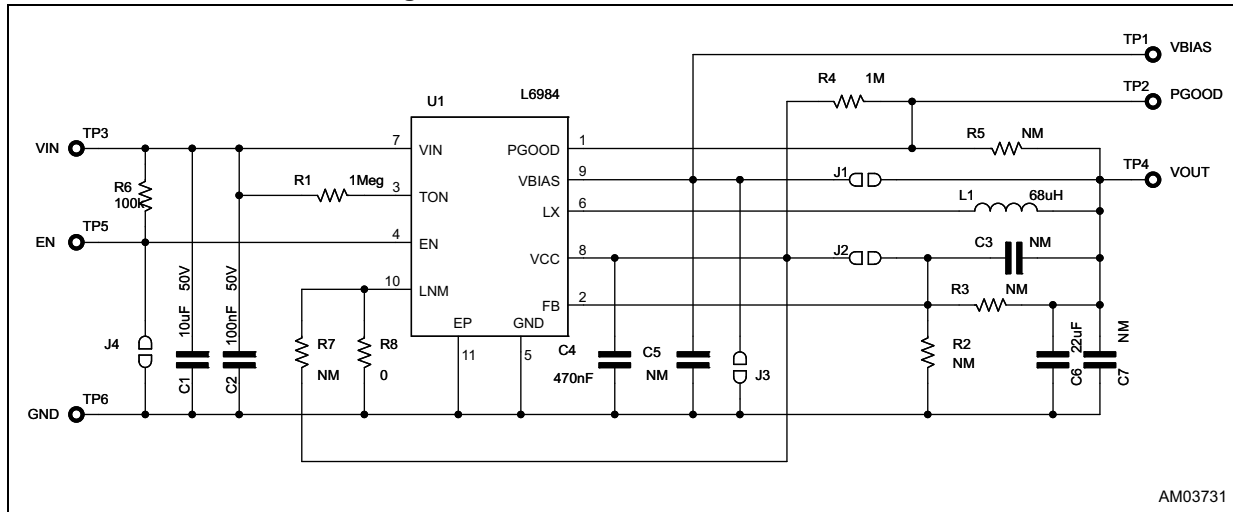 TP1
VBIAS
R4 1M
TP2
PGOOD
U1
L6984
TP3
VIN
7
VIN
PGOOD
1
R5 NM
R6
100k
R1 1Meg
3
TON
VBIAS
9
J1
TP4
VOUT
LX
6
L1 68uH
TP5
EN
4
EN
VCC
8
J2
C3 NM
10
LNM
FB
2
R3 NM
EP
GND
11
5
J4
10uF 50V
C1
100nF 50V
C2
R7
NM
R8
0
C4
470nF
C5
NM
J3
R2
NM
22uF
C6
NM
C7
TP6
GND
AM03731